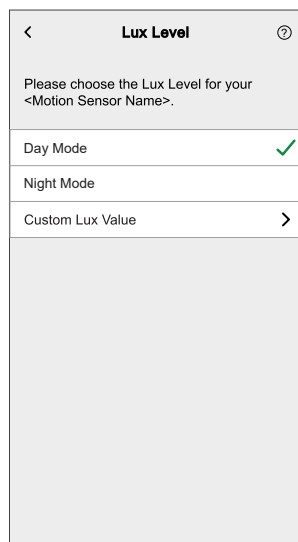 Lux Level
Please choose the Lux Level for your
<Motion Sensor Name>.
Day Mode
Night Mode
Custom Lux Value